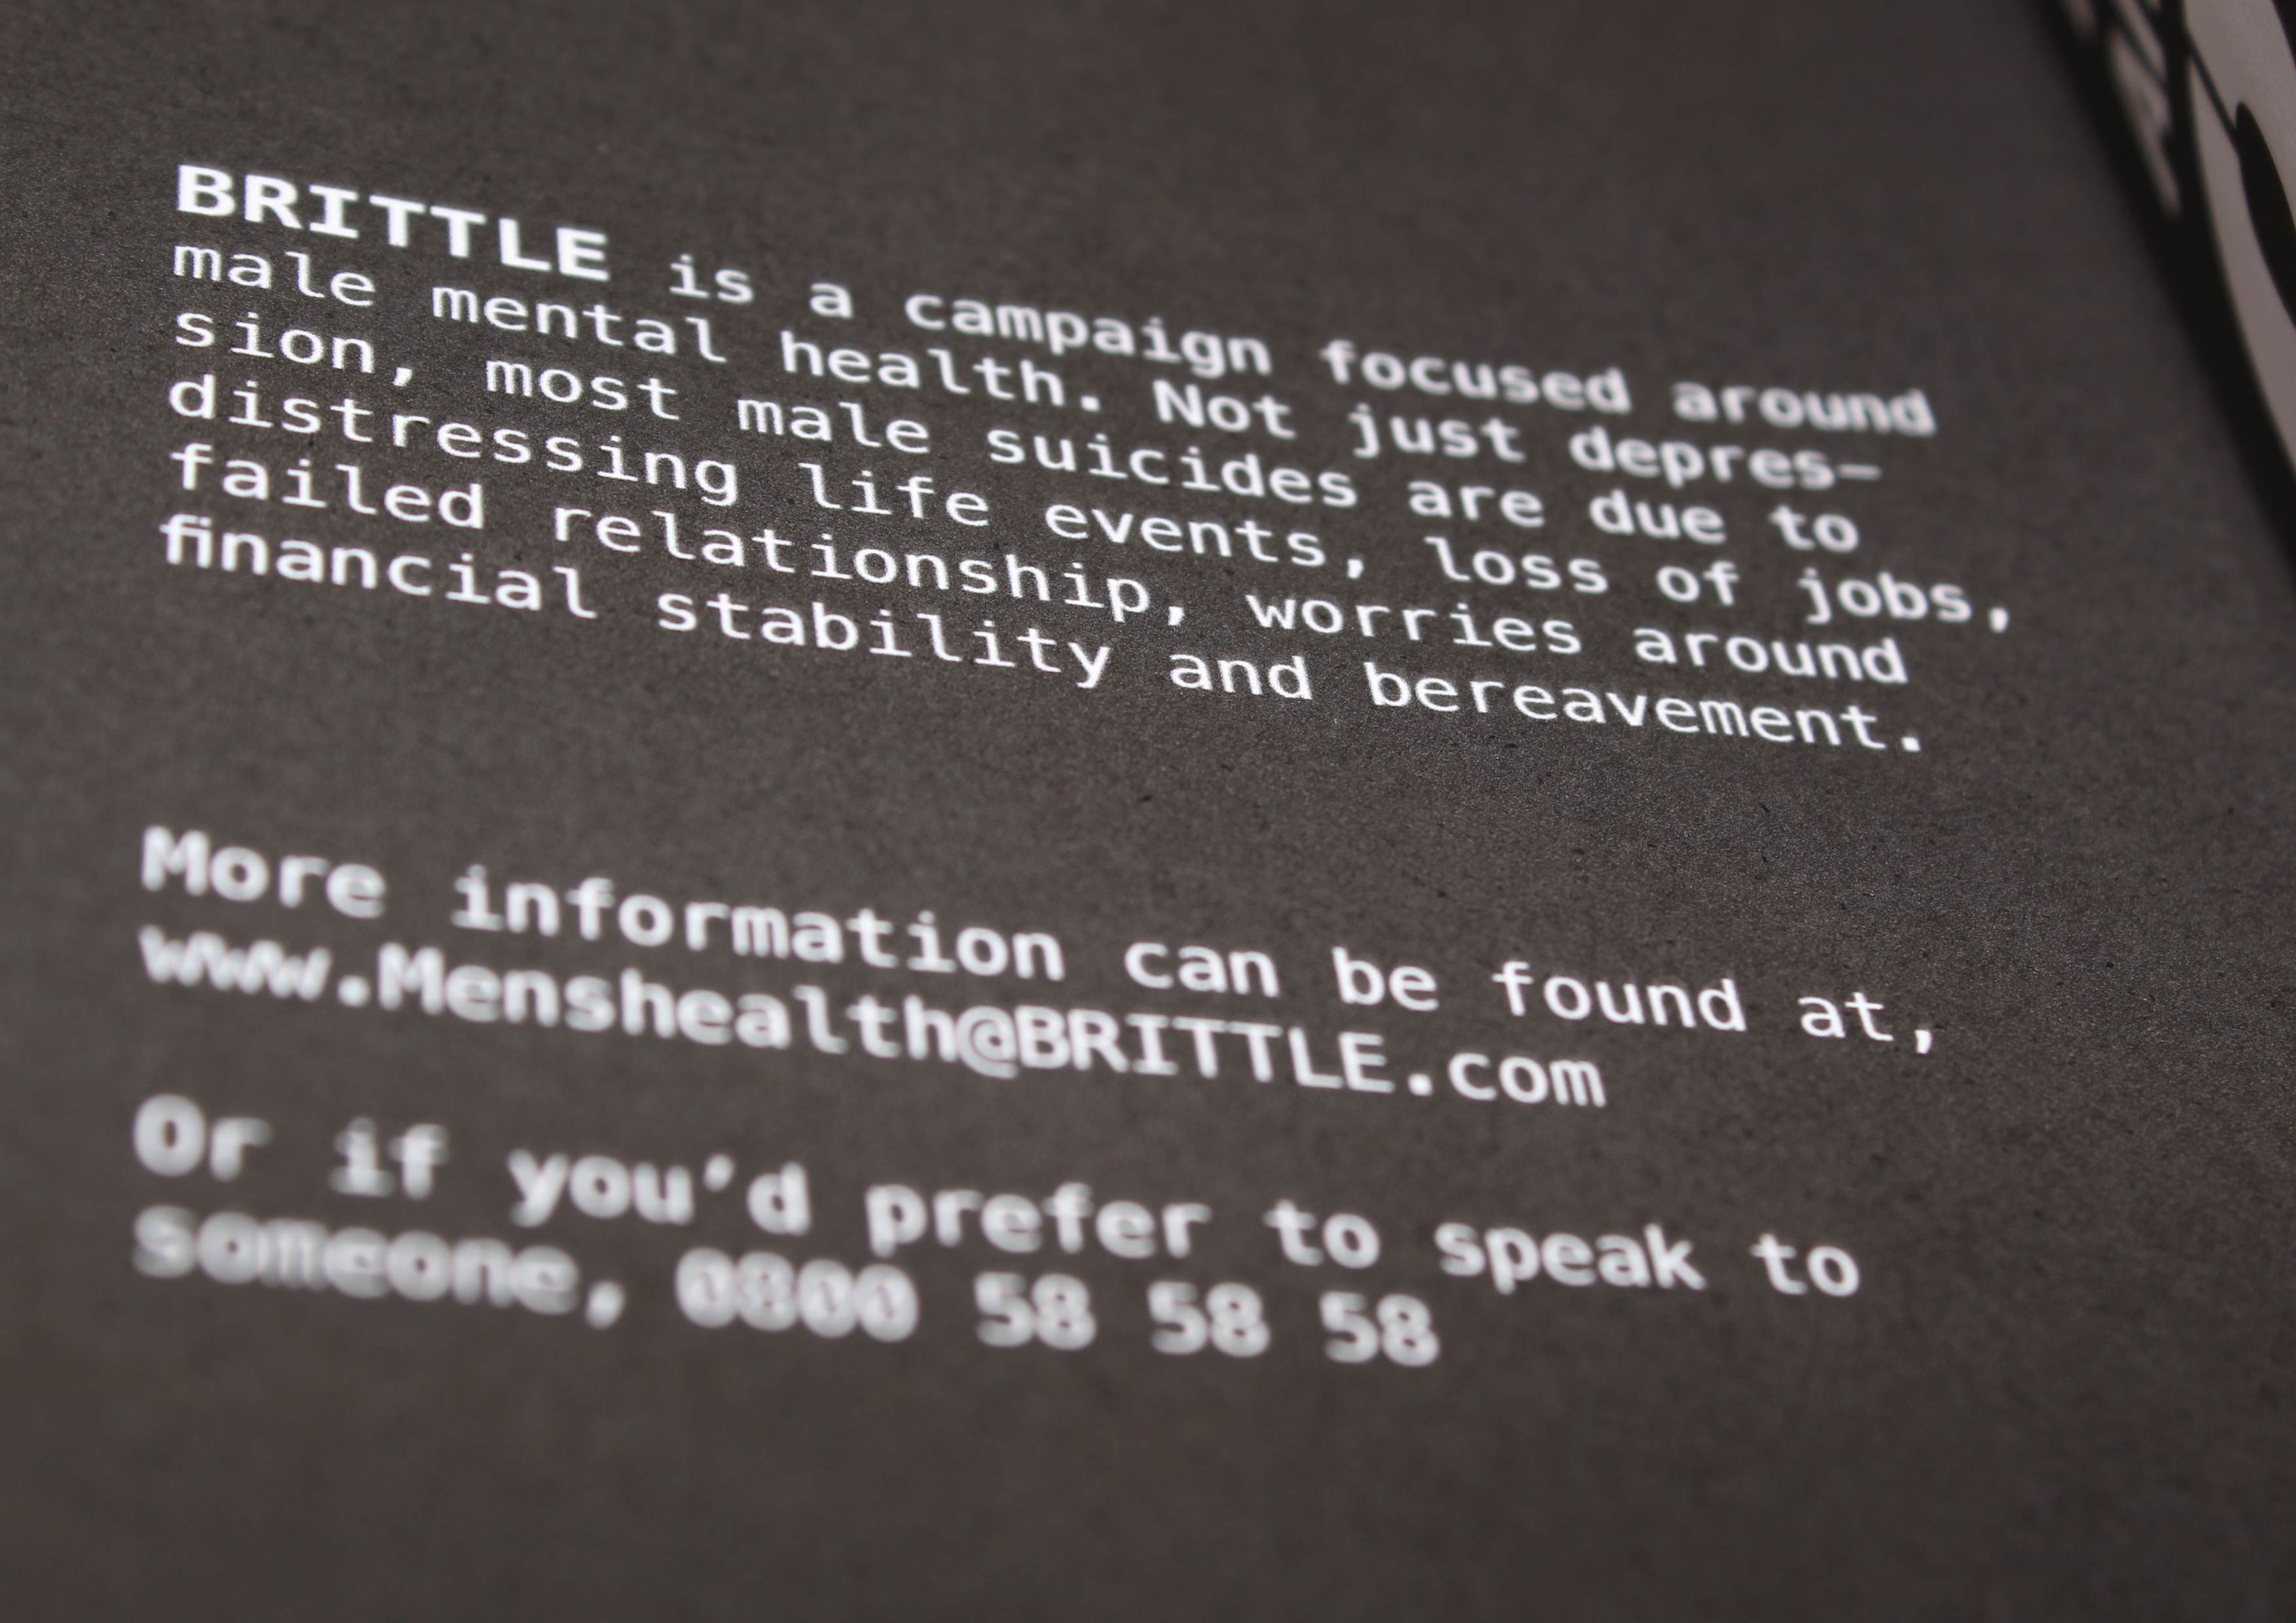 BRITTLE is a campaign focused around
male mental health. Not just depres-
sion, most male suicides are due to
distressing life events, loss of jobs,
failed relationship, worries around
financial stability and bereavement.
More information can be found at,
www.Menshealth@BRITTLE.com
Or if you’d prefer to speak to
someone, 0800 58 58 58